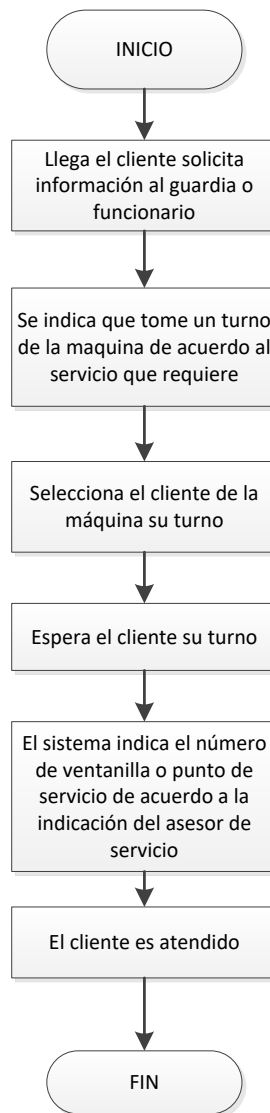 INICIO
Llega el cliente solicita
información al guardia o
funcionario
Se indica que tome un turno
de la maquina de acuerdo al
servicio que requiere
Selecciona el cliente de la
máquina su turno
Espera el cliente su turno
El sistema indica el número
de ventanilla o punto de
servicio de acuerdo a la
indicación del asesor de
servicio
El cliente es atendido
FIN